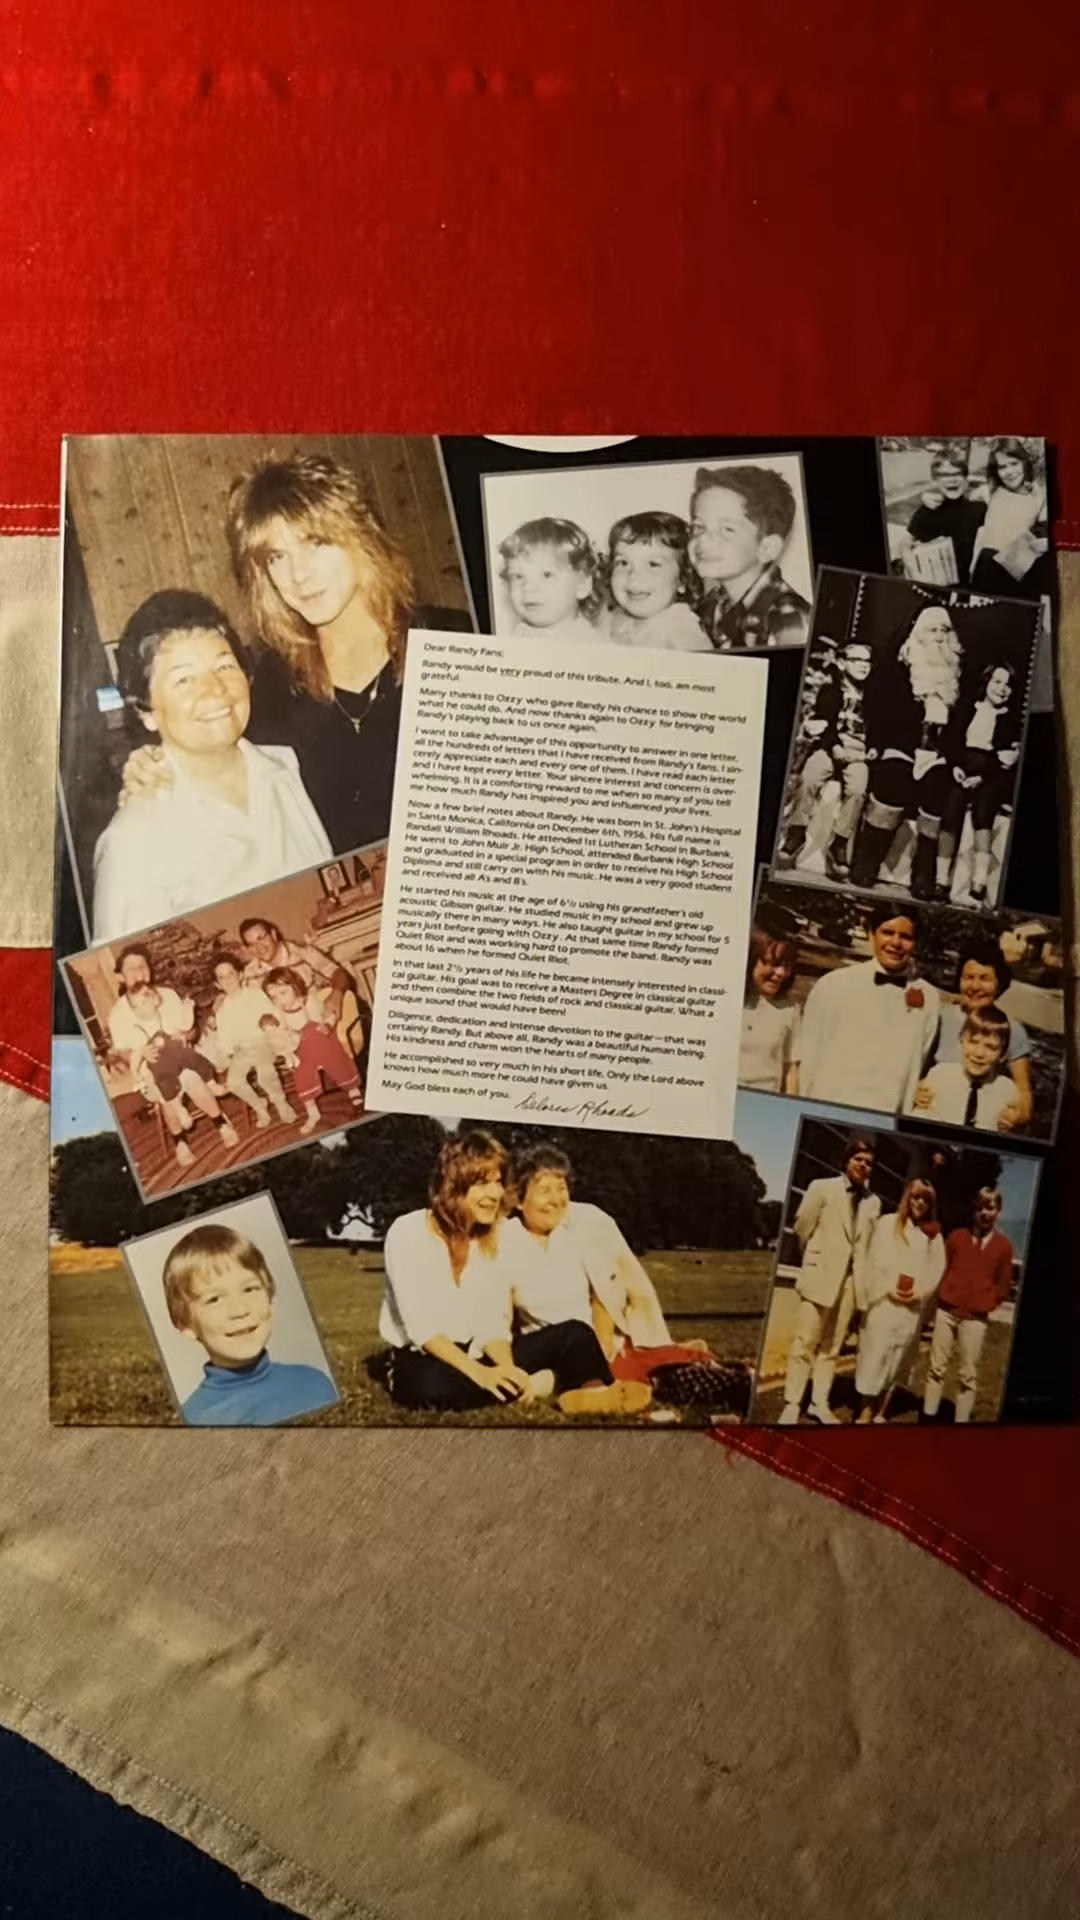 Dear Randy Fans:
Randy would be very proud of this tribute. And I, too, am most
grateful.
Many thanks to Ozzy who gave Randy his chance to show the world
what he could do. And now thanks again to Ozzy for bringing
Randy's playing back to us once again.
I want to take advantage of this opportunity to answer in one letter,
all the hundreds of letters that I have received from Randy's fans. I sin-
cerely appreciate each and every one of them. I have read each letter
and I have kept every letter. Your sincere interest and concern is over-
whelming. It is a comforting reward to me when so many of you tell
me how much Randy has inspired you and influenced your lives.
Now a few brief notes about Randy. He was born in St. John's Hospital
in Santa Monica, California on December 6th, 1956. His full name is
Randall William Rhoads. He attended 1st Lutheran School in Burbank.
He went to John Muir Jr. High School, attended Burbank High School
and graduated in a special program in order to receive his High School
Diploma and still carry on with his music. He was a very good student
and received all A's and B's.
He started his music at the age of 6½ using his grandfather's old
acoustic Gibson guitar. He studied music in my school and grew up
musically there in many ways. He also taught guitar in my school for 5
years just before going with Ozzy. At that same time Randy formed
Quiet Riot and was working hard to promote the band. Randy was
about 16 when he formed Quiet Riot.
In that last 2½ years of his life he became intensely interested in classi-
cal guitar. His goal was to receive a Masters Degree in classical guitar
and then combine the two fields of rock and classical guitar. What a
unique sound that would have been!
Diligence, dedication and intense devotion to the guitar—that was
certainly Randy. But above all, Randy was a beautiful human being.
His kindness and charm won the hearts of many people.
He accomplished so very much in his short life. Only the Lord above
knows how much more he could have given us.
May God bless each of you.
Delores Rhoads